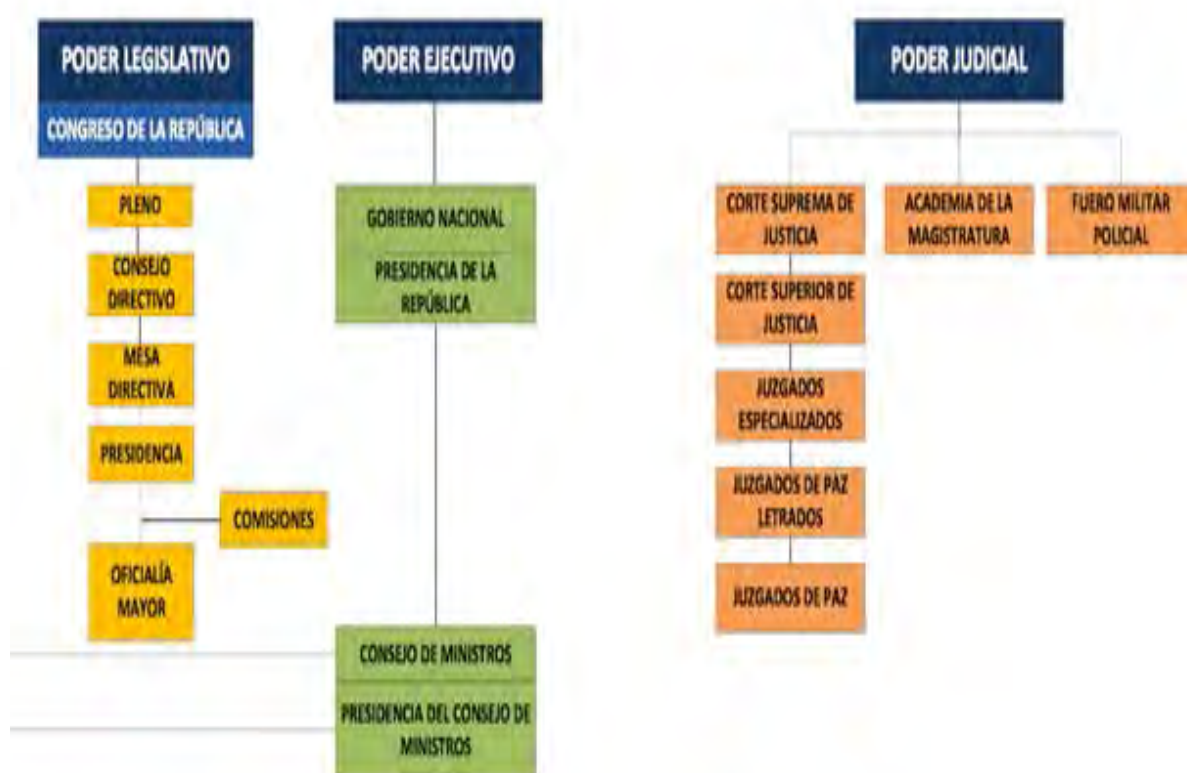 PODER LEGISLATIVO
CONGRESO DE LA REPÚBLICA
PLENO
CONSEJO
DIRECTIVO
MESA
DIRECTIVA
PRESIDENCIA
COMISIONES
OFICIALÍA
MAYOR
PODER EJECUTIVO
GOBIERNO NACIONAL
PRESIDENCIA DE LA
REPÚBLICA
CONSEJO DE MINISTROS
PRESIDENCIA DEL CONSEJO DE
MINISTROS
PODER JUDICIAL
CORTE SUPREMA DE
JUSTICIA
CORTE SUPERIOR DE
JUSTICIA
JUZGADOS
ESPECIALIZADOS
JUZGADOS DE PAZ
LETRADOS
JUZGADOS DE PAZ
ACADEMIA DE LA
MAGISTRATURA
FUERO MILITAR
POLICIAL